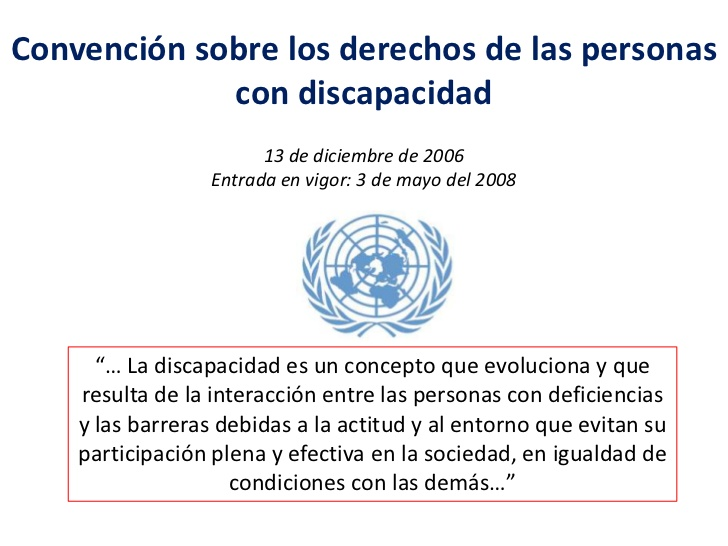 Convención sobre los derechos de las personas
con discapacidad
13 de diciembre de 2006
Entrada en vigor: 3 de mayo del 2008
“… La discapacidad es un concepto que evoluciona y que
resulta de la interacción entre las personas con deficiencias
y las barreras debidas a la actitud y al entorno que evitan su
participación plena y efectiva en la sociedad, en igualdad de
condiciones con las demás…”